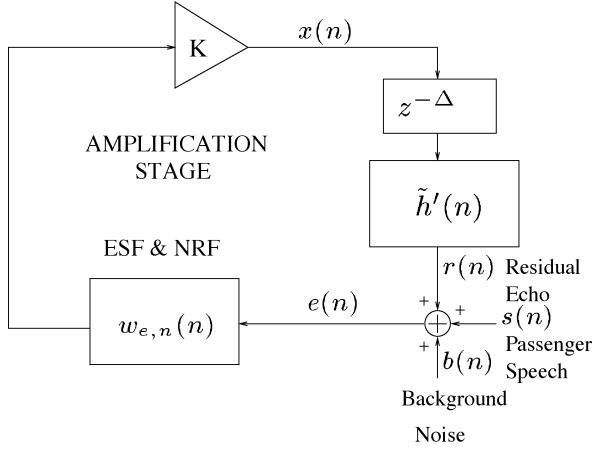 K
x(n)
z^{-Δ}
AMPLIFICATION
STAGE
h̃'(n)
ESF & NRF
r(n) Residual
Echo
e(n)
+
+
s(n)
w_{e,n}(n)
+
+
b(n)
Passenger
Speech
Background
Noise